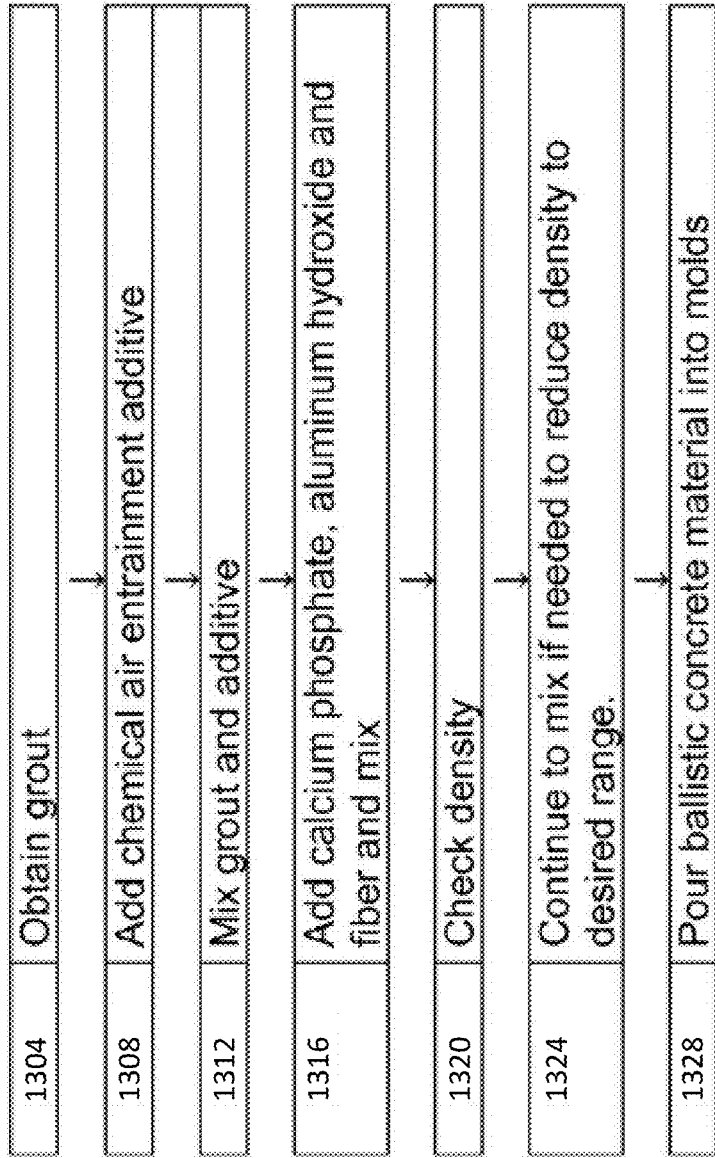 1304 Obtain grout
1308 Add chemical air entrainment additive
1312 Mix grout and additive
1316 Add calcium phosphate, aluminum hydroxide and
fiber and mix
1320 Check density
1324 Continue to mix if needed to reduce density to
desired range.
1328 Pour ballistic concrete material into molds